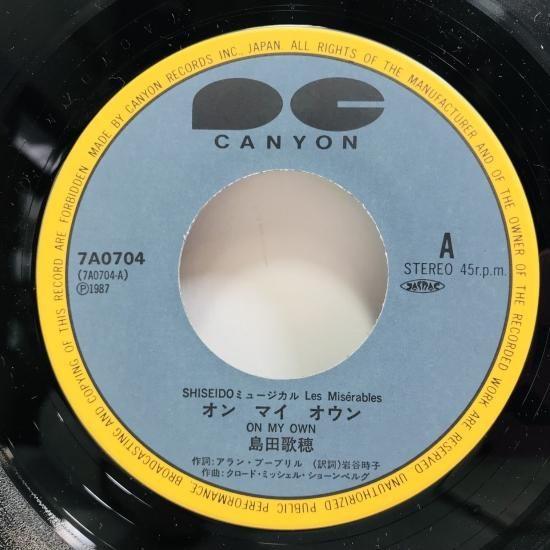 MADE BY CANYON RECORDS INC., JAPAN ALL RIGHTS OF THE MANUFACTURER AND OF THE OWNER OF THE RECORDED WORK ARE RESERVED UNAUTHORIZED PUBLIC PERFORMANCE, BROADCASTING AND COPYING OF THIS RECORD ARE FORBIDDEN
PC
CANYON
7A0704
(7A0704-A)
Ⓟ1987
A
STEREO 45r.p.m.
JASRAC
SHISEIDOミュージカル Les Misérables
オン マイ オウン
ON MY OWN
島田歌穂
作詞:アラン・ブーブリル 〈訳詞〉岩谷時子
作曲:クロード・ミッシェル・ショーンベルグ